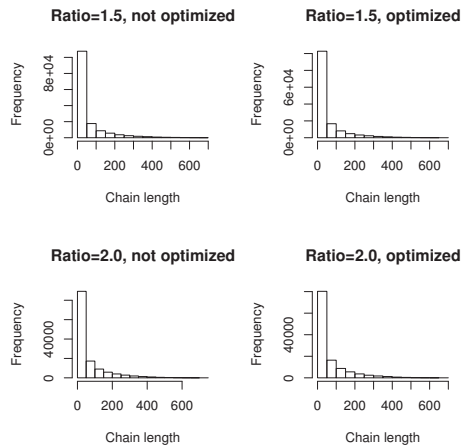 Ratio=1.5, not optimized
Frequency
0e+00 8e+04
0 200 400 600
Chain length
Ratio=1.5, optimized
Frequency
0e+00 6e+04
0 200 400 600
Chain length
Ratio=2.0, not optimized
Frequency
0 40000
0 200 400 600
Chain length
Ratio=2.0, optimized
Frequency
0 40000
0 200 400 600
Chain length